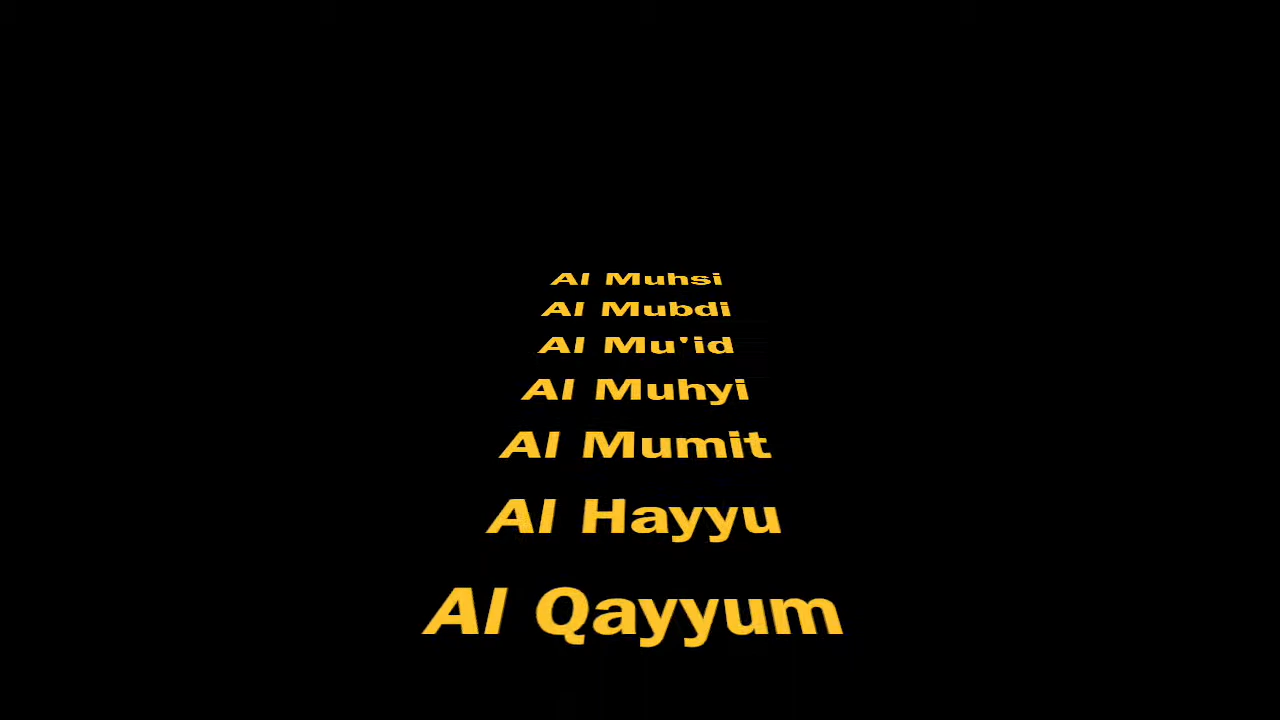 Al Muhsi
Al Mubdi
Al Mu'id
Al Muhyi
Al Mumit
Al Hayyu
Al Qayyum